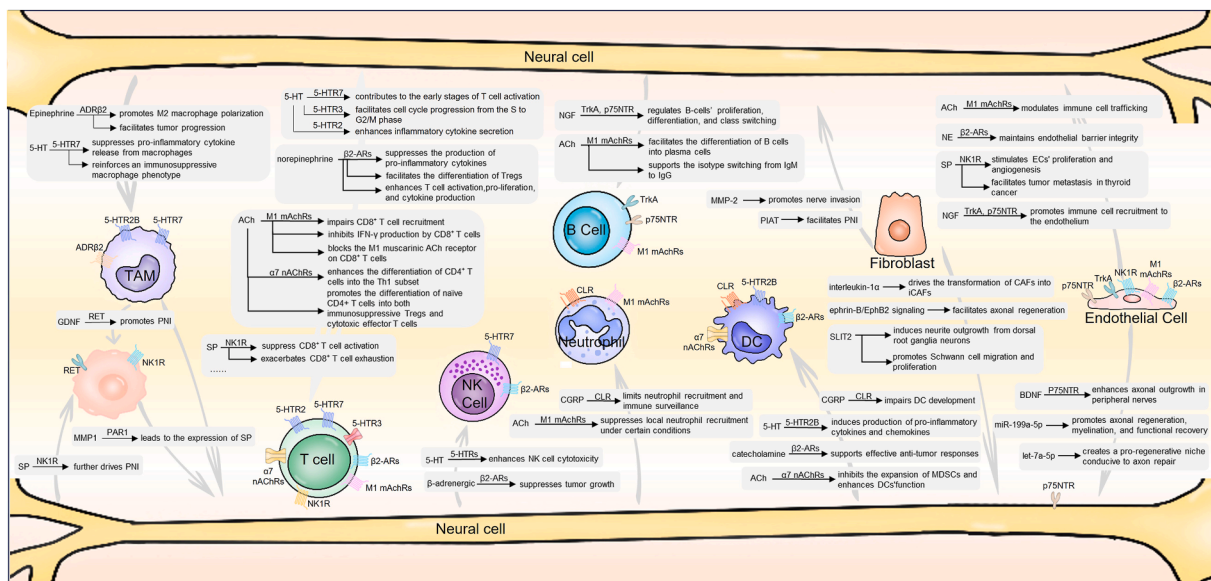 Neural cell
Epinephrine ADRβ2 promotes M2 macrophage polarization
facilitates tumor progression
5-HT 5-HTR7 suppresses pro-inflammatory cytokine
release from macrophages
reinforces an immunosuppressive
macrophage phenotype
5-HTR2B 5-HTR7
ADRβ2
TAM
GDNF RET promotes PNI
RET
NK1R
MMP1 PAR1 leads to the expression of SP
SP NK1R further drives PNI
5-HT 5-HTR7 contributes to the early stages of T cell activation
5-HTR3 facilitates cell cycle progression from the S to
G2/M phase
5-HTR2 enhances inflammatory cytokine secretion
norepinephrine β2-ARs suppresses the production of
pro-inflammatory cytokines
facilitates the differentiation of Tregs
enhances T cell activation,pro-liferation,
and cytokine production
ACh M1 mAChRs impairs CD8⁺ T cell recruitment
inhibits IFN-γ production by CD8⁺ T cells
blocks the M1 muscarinic ACh receptor
on CD8⁺ T cells
α7 nAChRs enhances the differentiation of CD4⁺ T
cells into the Th1 subset
promotes the differentiation of naïve
CD4+ T cells into both
immunosuppressive Tregs and
cytotoxic effector T cells
SP NK1R suppress CD8⁺ T cell activation
exacerbates CD8⁺ T cell exhaustion
......
5-HTR2 5-HTR7
5-HTR3
T cell
β2-ARs
α7
nAChRs
M1 mAChRs
NK1R
5-HTR7
NK
Cell
β2-ARs
5-HT 5-HTRs enhances NK cell cytotoxicity
β-adrenergic β2-ARs suppresses tumor growth
NGF TrkA, p75NTR regulates B-cells' proliferation,
differentiation, and class switching
ACh M1 mAChRs facilitates the differentiation of B cells
into plasma cells
supports the isotype switching from IgM
to IgG
TrkA
p75NTR
B Cell
M1 mAChRs
CLR
M1 mAChRs
Neutrophil
CGRP CLR limits neutrophil recruitment and
immune surveillance
ACh M1 mAChRs suppresses local neutrophil recruitment
under certain conditions
MMP-2 promotes nerve invasion
PIAT facilitates PNI
Fibroblast
interleukin-1α drives the transformation of CAFs into
iCAFs
ephrin-B/EphB2 signaling facilitates axonal regeneration
SLIT2 induces neurite outgrowth from dorsal
root ganglia neurons
promotes Schwann cell migration and
proliferation
CLR 5-HTR2B
β2-ARs
DC
α7
nAChRs
CGRP CLR impairs DC development
5-HT 5-HTR2B induces production of pro-inflammatory
cytokines and chemokines
catecholamine β2-ARs supports effective anti-tumor responses
ACh α7 nAChRs inhibits the expansion of MDSCs and
enhances DCs'function
ACh M1 mAChRs modulates immune cell trafficking
NE β2-ARs maintains endothelial barrier integrity
SP NK1R stimulates ECs' proliferation and
angiogenesis
facilitates tumor metastasis in thyroid
cancer
NGF TrkA, p75NTR promotes immune cell recruitment to
the endothelium
p75NTR
TrkA
NK1R
M1
mAChRs
β2-ARs
Endothelial Cell
BDNF P75NTR enhances axonal outgrowth in
peripheral nerves
miR-199a-5p promotes axonal regeneration,
myelination, and functional recovery
let-7a-5p creates a pro-regenerative niche
conducive to axon repair
p75NTR
Neural cell